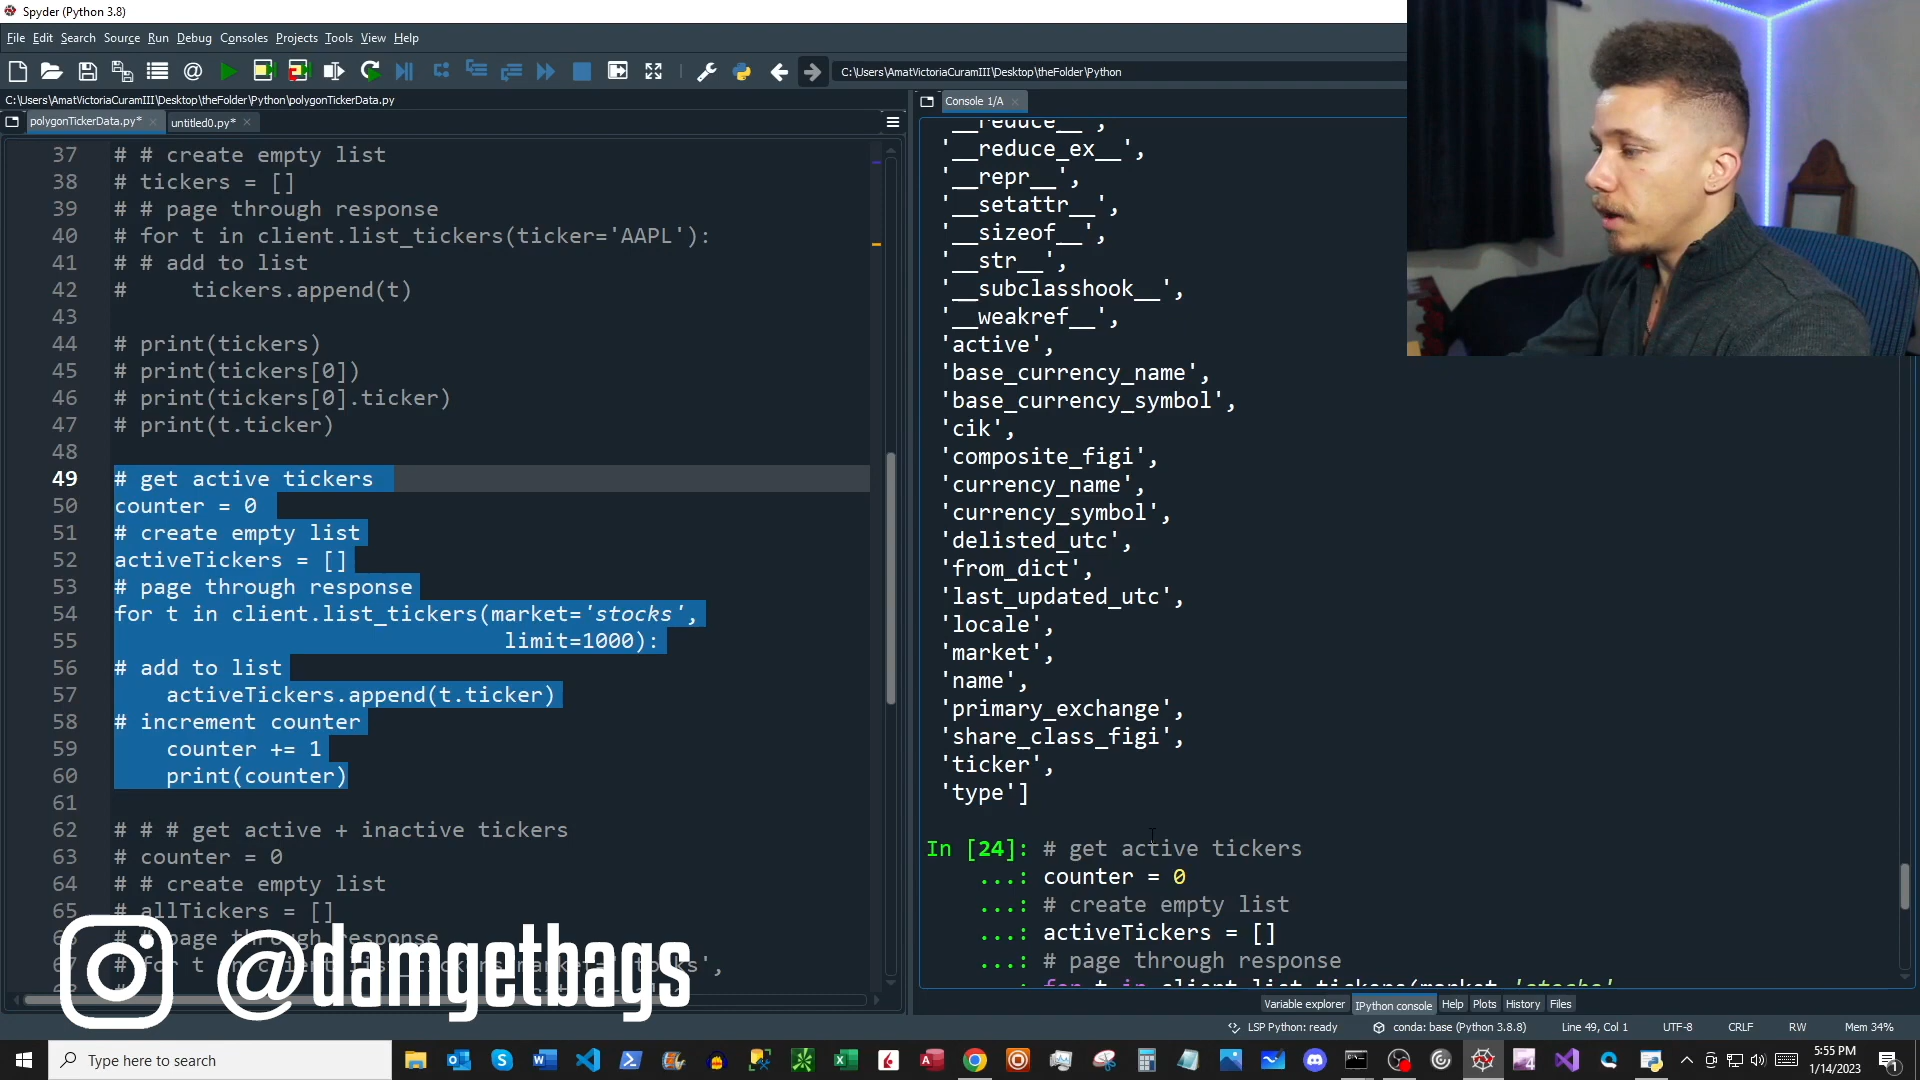 Spyder (Python 3.8)
File Edit Search Source Run Debug Consoles Projects Tools View Help
C:\Users\AmatVictoriaCuramIII\Desktop\theFolder\Python
C:\Users\AmatVictoriaCuramIII\Desktop\theFolder\Python\polygonTickerData.py
polygonTickerData.py*
untitled0.py*
37 # # create empty list
38 # tickers = []
39 # # page through response
40 # for t in client.list_tickers(ticker='AAPL'):
41 # # add to list
42 #     tickers.append(t)
43
44 # print(tickers)
45 # print(tickers[0])
46 # print(tickers[0].ticker)
47 # print(t.ticker)
48
49 # get active tickers
50 counter = 0
51 # create empty list
52 activeTickers = []
53 # page through response
54 for t in client.list_tickers(market='stocks',
55                               limit=1000):
56 # add to list
57     activeTickers.append(t.ticker)
58 # increment counter
59     counter += 1
60     print(counter)
61
62 # # # get active + inactive tickers
63 # counter = 0
64 # # create empty list
65 # allTickers = []
@damgetbags
Console 1/A
'__reduce__',
'__reduce_ex__',
'__repr__',
'__setattr__',
'__sizeof__',
'__str__',
'__subclasshook__',
'__weakref__',
'active',
'base_currency_name',
'base_currency_symbol',
'cik',
'composite_figi',
'currency_name',
'currency_symbol',
'delisted_utc',
'from_dict',
'last_updated_utc',
'locale',
'market',
'name',
'primary_exchange',
'share_class_figi',
'ticker',
'type']
In [24]: # get active tickers
...: counter = 0
...: # create empty list
...: activeTickers = []
...: # page through response
Variable explorer IPython console Help Plots History Files
LSP Python: ready conda: base (Python 3.8.8) Line 49, Col 1 UTF-8 CRLF RW Mem 34%
Type here to search
5:55 PM
1/14/2023